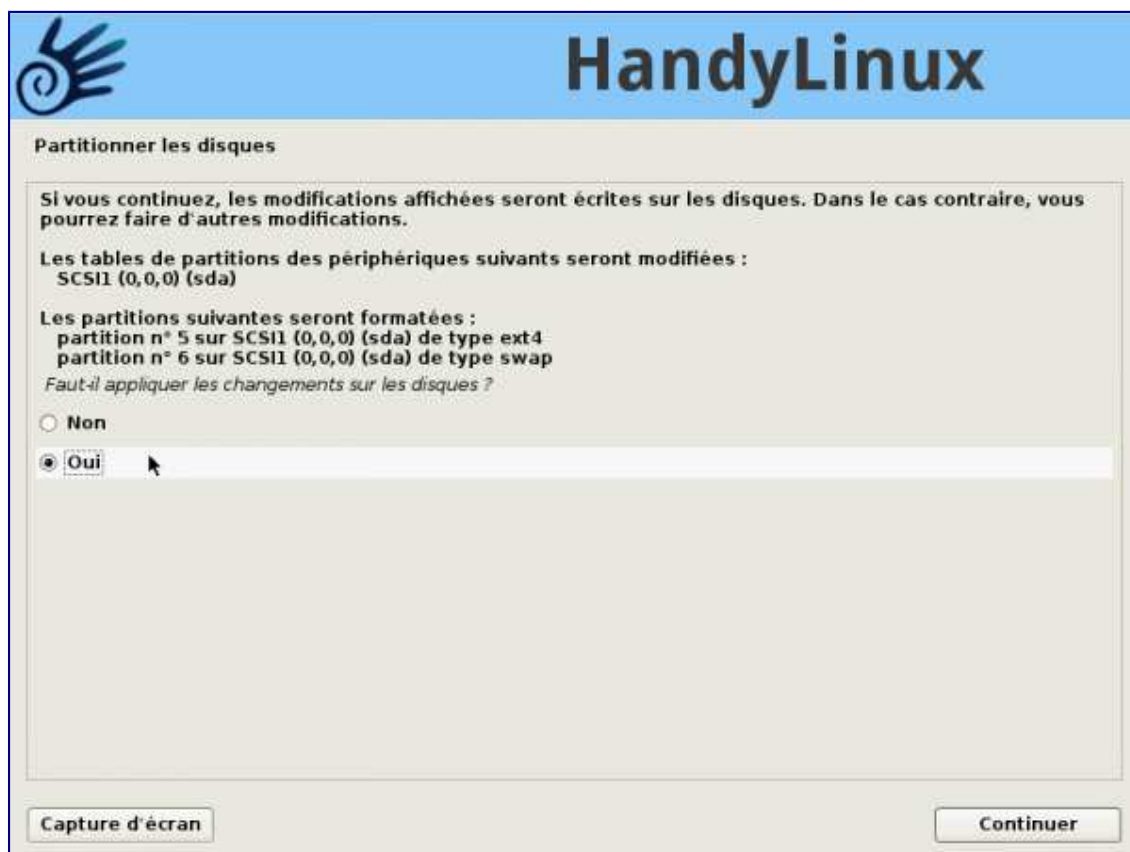 HandyLinux
Partitionner les disques
Si vous continuez, les modifications affichées seront écrites sur les disques. Dans le cas contraire, vous
pourrez faire d'autres modifications.
Les tables de partitions des périphériques suivants seront modifiées :
SCSI1 (0,0,0) (sda)
Les partitions suivantes seront formatées :
partition n° 5 sur SCSI1 (0,0,0) (sda) de type ext4
partition n° 6 sur SCSI1 (0,0,0) (sda) de type swap
Faut-il appliquer les changements sur les disques ?
Non
Oui
Capture d'écran
Continuer